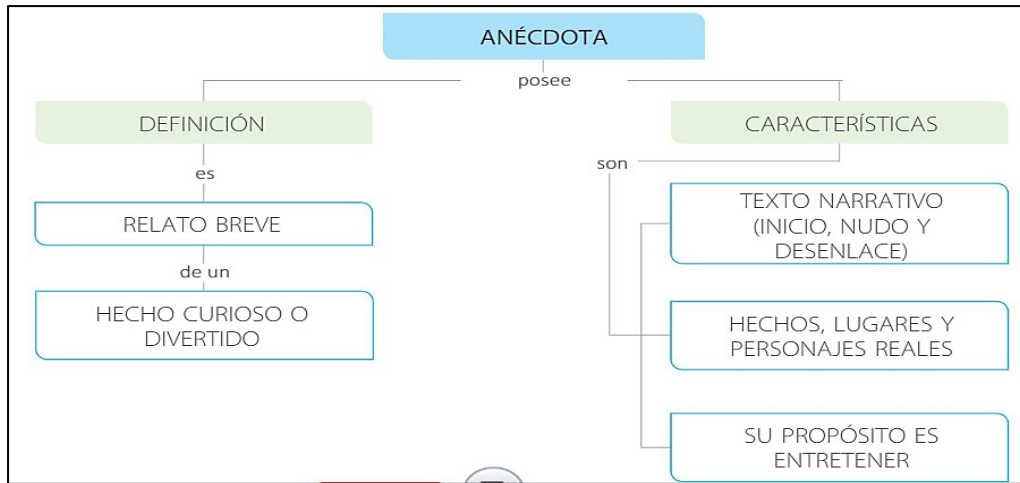 ANÉCDOTA
posee
DEFINICIÓN
es
RELATO BREVE
de un
HECHO CURIOSO O
DIVERTIDO
CARACTERÍSTICAS
son
TEXTO NARRATIVO
(INICIO, NUDO Y
DESENLACE)
HECHOS, LUGARES Y
PERSONAJES REALES
SU PROPÓSITO ES
ENTRETENER